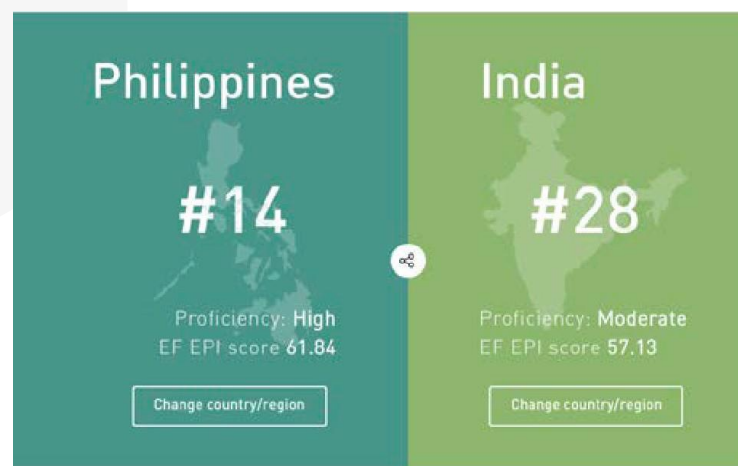 Philippines
#14
Proficiency: High
EF EPI score 61.84
Change country/region
India
#28
Proficiency: Moderate
EF EPI score 57.13
Change country/region